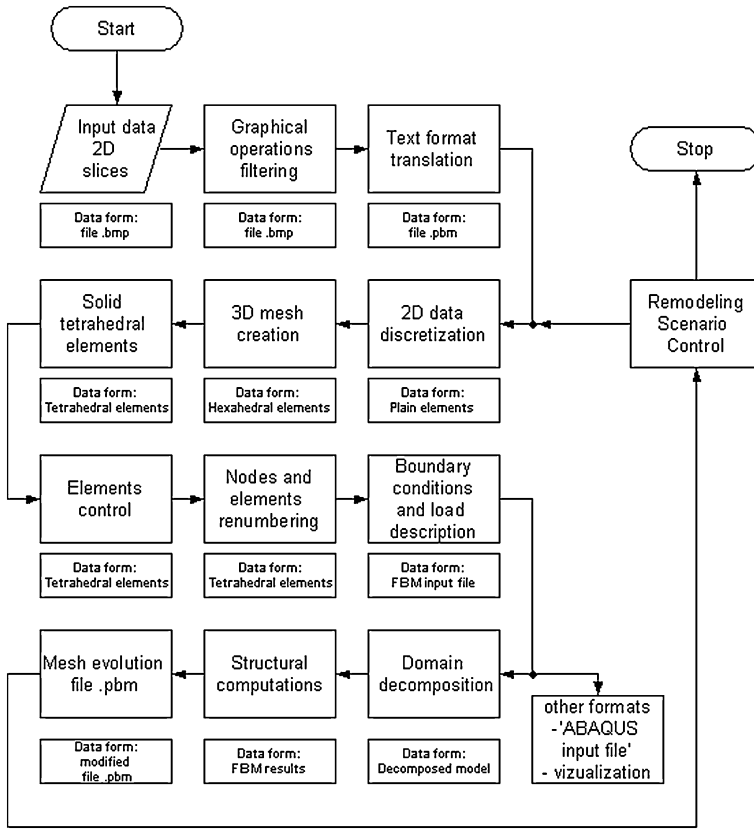 Start
Input data
2D
slices
Graphical
operations
filtering
Text format
translation
Stop
Data form:
file .bmp
Data form:
file .bmp
Data form:
file .pbm
Solid
tetrahedral
elements
3D mesh
creation
2D data
discretization
Remodeling
Scenario
Control
Data form:
Tetrahedral elements
Data form:
Hexahedral elements
Data form:
Plain elements
Elements
control
Nodes and
elements
renumbering
Boundary
conditions
and load
description
Data form:
Tetrahedral elements
Data form:
Tetrahedral elements
Data form:
FBM input file
Mesh evolution
file .pbm
Structural
computations
Domain
decomposition
other formats
-'ABAQUS
input file'
- vizualization
Data form:
modified
file .pbm
Data form:
FBM results
Data form:
Decomposed model